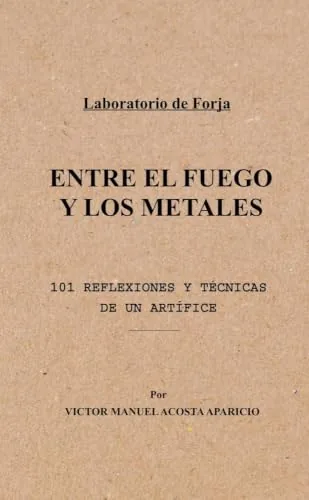 Laboratorio de Forja
ENTRE EL FUEGO
Y LOS METALES
101 REFLEXIONES Y TÉCNICAS
DE UN ARTÍFICE
Por
VICTOR MANUEL ACOSTA APARICIO